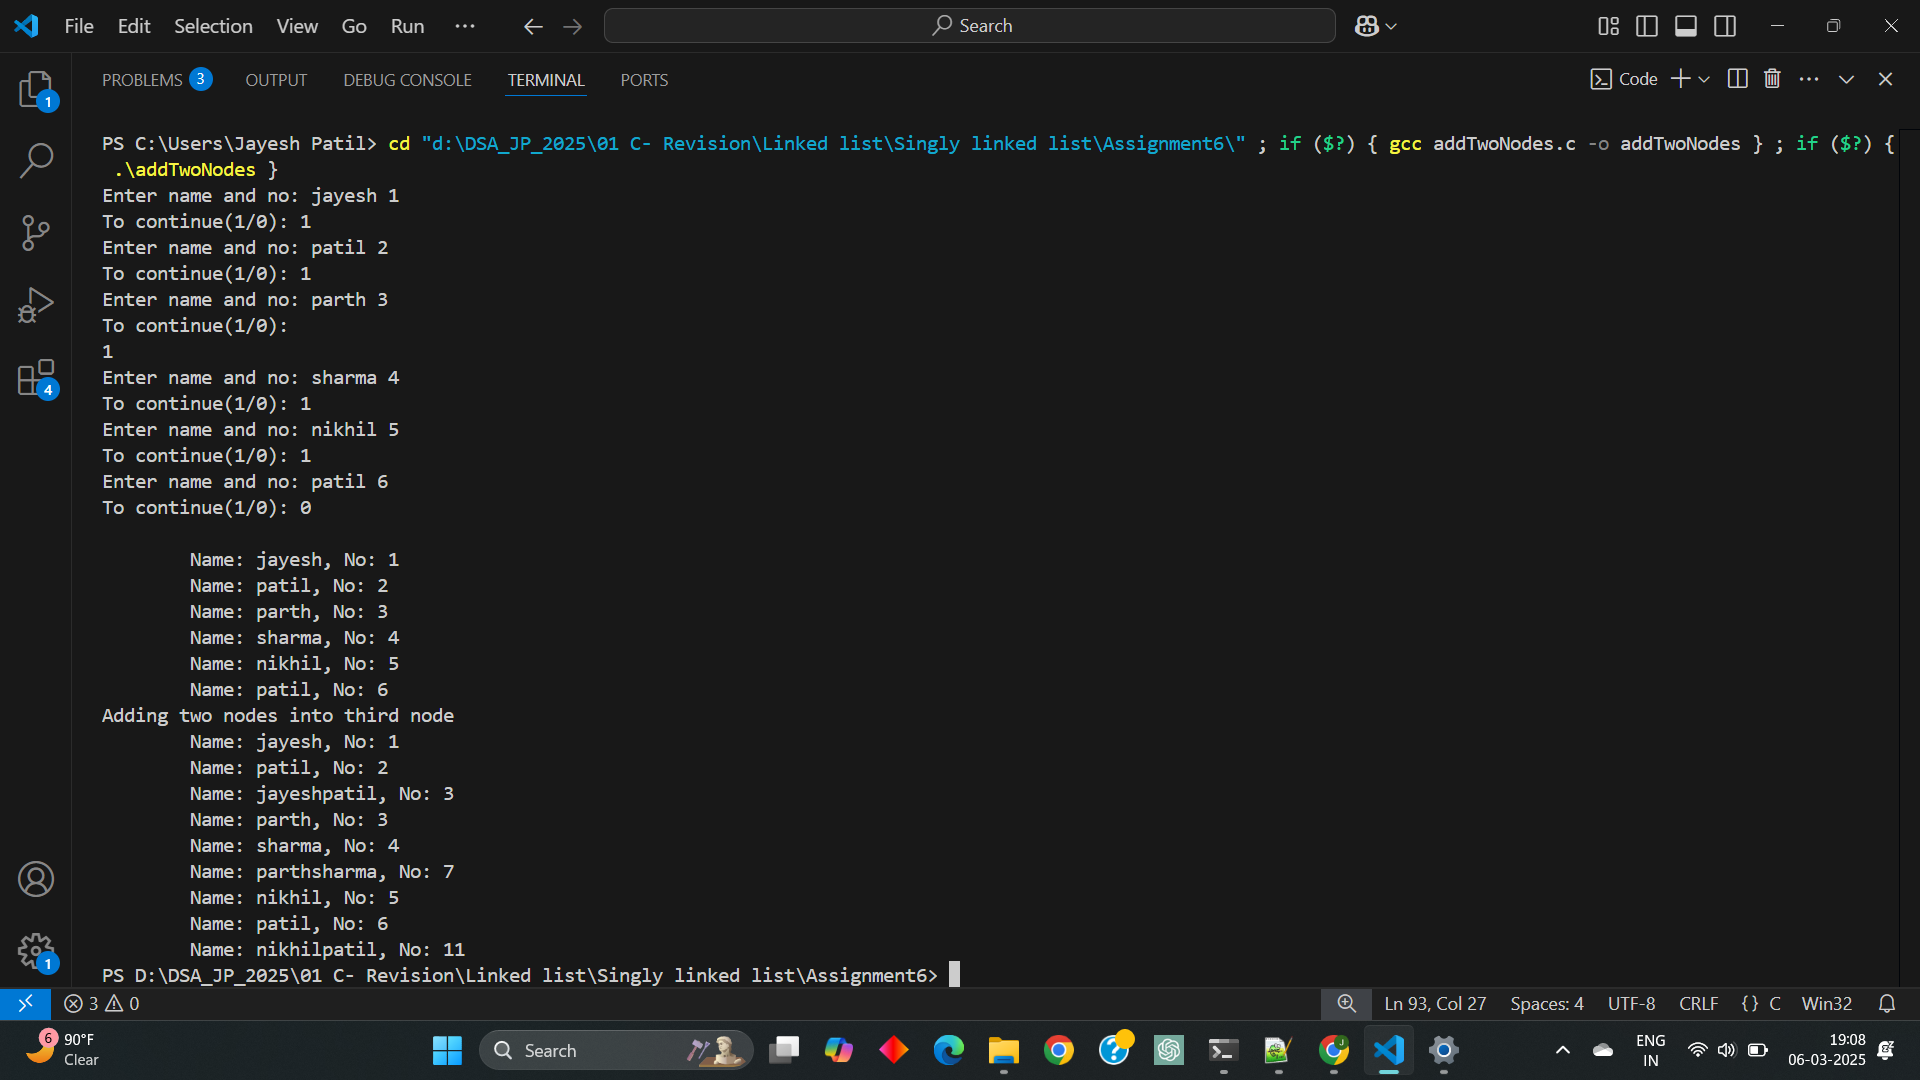 File Edit Selection View Go Run ··· Search
PROBLEMS 3 OUTPUT DEBUG CONSOLE TERMINAL PORTS Code
PS C:\Users\Jayesh Patil> cd "d:\DSA_JP_2025\01 C- Revision\Linked list\Singly linked list\Assignment6\" ; if ($?) { gcc addTwoNodes.c -o addTwoNodes } ; if ($?) {
.\addTwoNodes }
Enter name and no: jayesh 1
To continue(1/0): 1
Enter name and no: patil 2
To continue(1/0): 1
Enter name and no: parth 3
To continue(1/0):
1
Enter name and no: sharma 4
To continue(1/0): 1
Enter name and no: nikhil 5
To continue(1/0): 1
Enter name and no: patil 6
To continue(1/0): 0
Name: jayesh, No: 1
Name: patil, No: 2
Name: parth, No: 3
Name: sharma, No: 4
Name: nikhil, No: 5
Name: patil, No: 6
Adding two nodes into third node
Name: jayesh, No: 1
Name: patil, No: 2
Name: jayeshpatil, No: 3
Name: parth, No: 3
Name: sharma, No: 4
Name: parthsharma, No: 7
Name: nikhil, No: 5
Name: patil, No: 6
Name: nikhilpatil, No: 11
PS D:\DSA_JP_2025\01 C- Revision\Linked list\Singly linked list\Assignment6>
1
4
1
3 0 Ln 93, Col 27 Spaces: 4 UTF-8 CRLF {} C Win32
6 90°F
Clear
Search
ENG
IN
19:08
06-03-2025